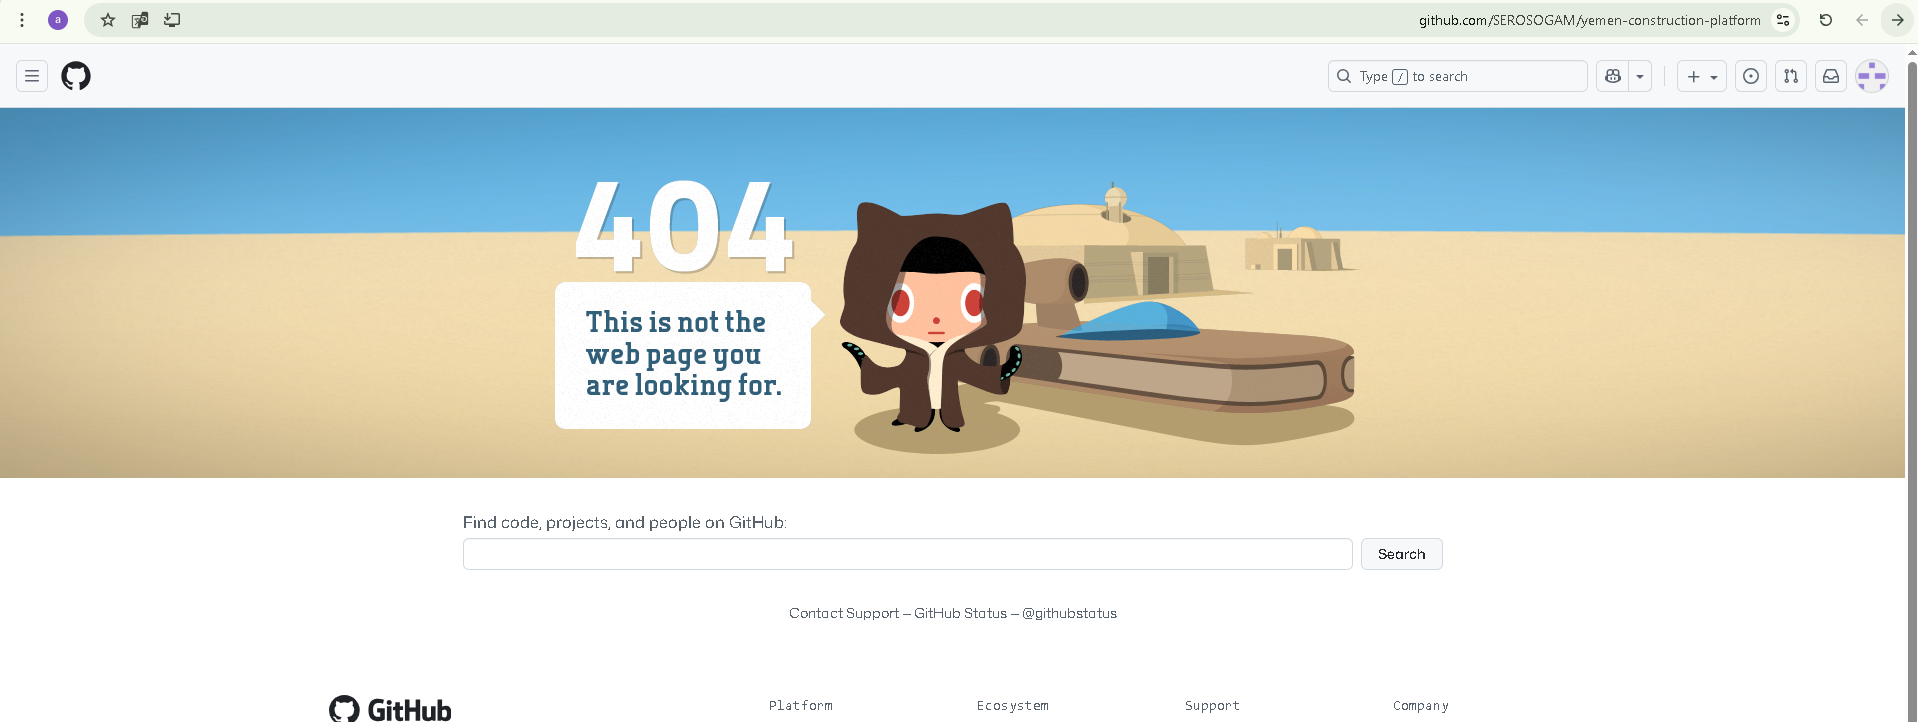 a
github.com/SEROSOGAM/yemen-construction-platform
Type / to search
404
This is not the
web page you
are looking for.
Find code, projects, and people on GitHub:
Search
Contact Support — GitHub Status — @githubstatus
GitHub
Platform
Ecosystem
Support
Company